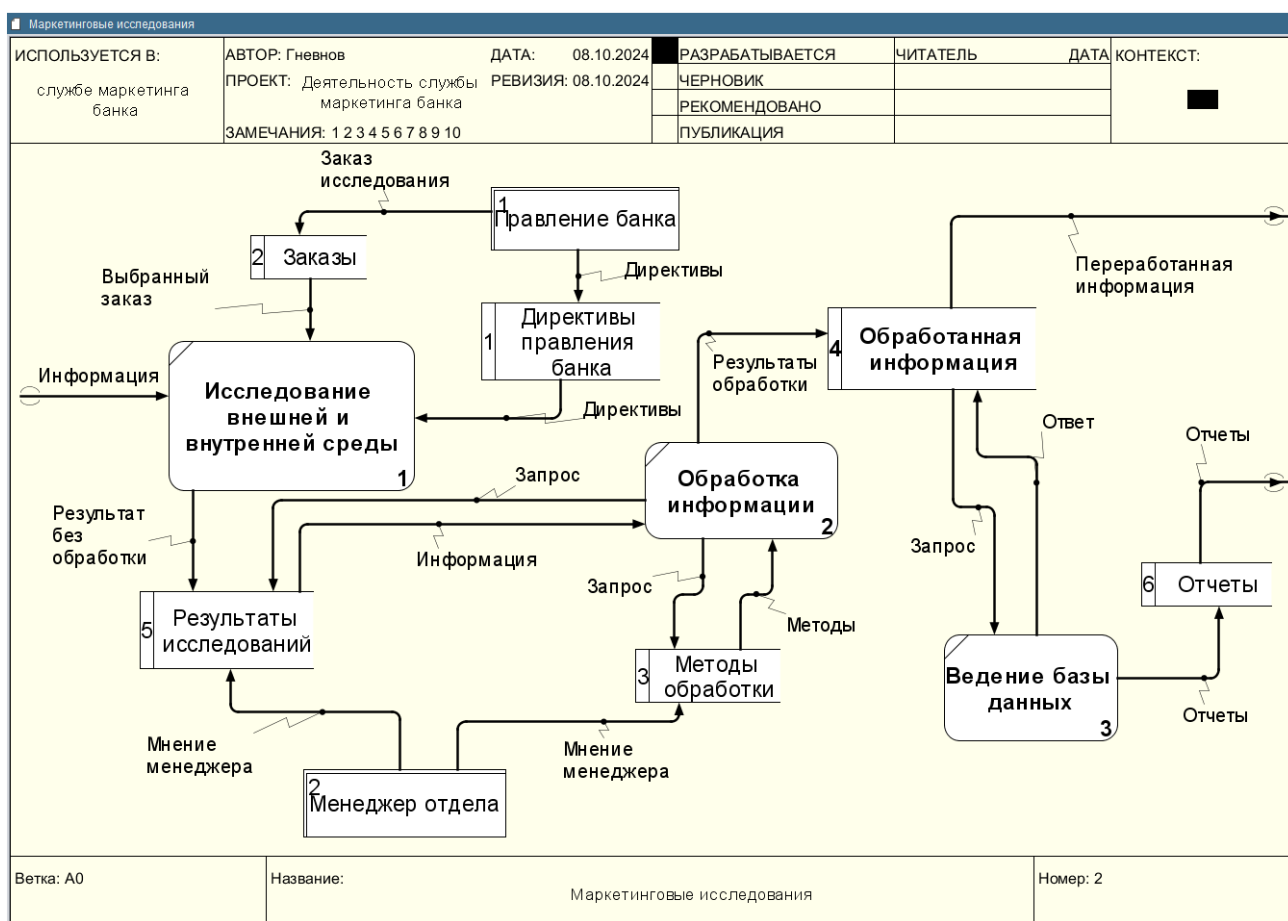 Маркетинговые исследования
ИСПОЛЬЗУЕТСЯ В:
службе маркетинга
банка
АВТОР: Гневнов
ДАТА: 08.10.2024
ПРОЕКТ: Деятельность службы
маркетинга банка
РЕВИЗИЯ: 08.10.2024
ЗАМЕЧАНИЯ: 1 2 3 4 5 6 7 8 9 10
РАЗРАБАТЫВАЕТСЯ
ЧЕРНОВИК
РЕКОМЕНДОВАНО
ПУБЛИКАЦИЯ
ЧИТАТЕЛЬ
ДАТА
КОНТЕКСТ:
Заказ
исследования
1
Правление банка
2 Заказы
Директивы
Переработанная
информация
Выбранный
заказ
1
Директивы
правления
банка
4
Обработанная
информация
Результаты
обработки
Информация
Исследование
внешней и
внутренней среды
1
Директивы
Ответ
Отчеты
Запрос
Обработка
информации
2
Результат
без
обработки
Информация
Запрос
Запрос
Методы
6 Отчеты
5
Результаты
исследований
3
Методы
обработки
Ведение базы
данных
3
Отчеты
Мнение
менеджера
Мнение
менеджера
2
Менеджер отдела
Ветка: A0
Название:
Маркетинговые исследования
Номер: 2